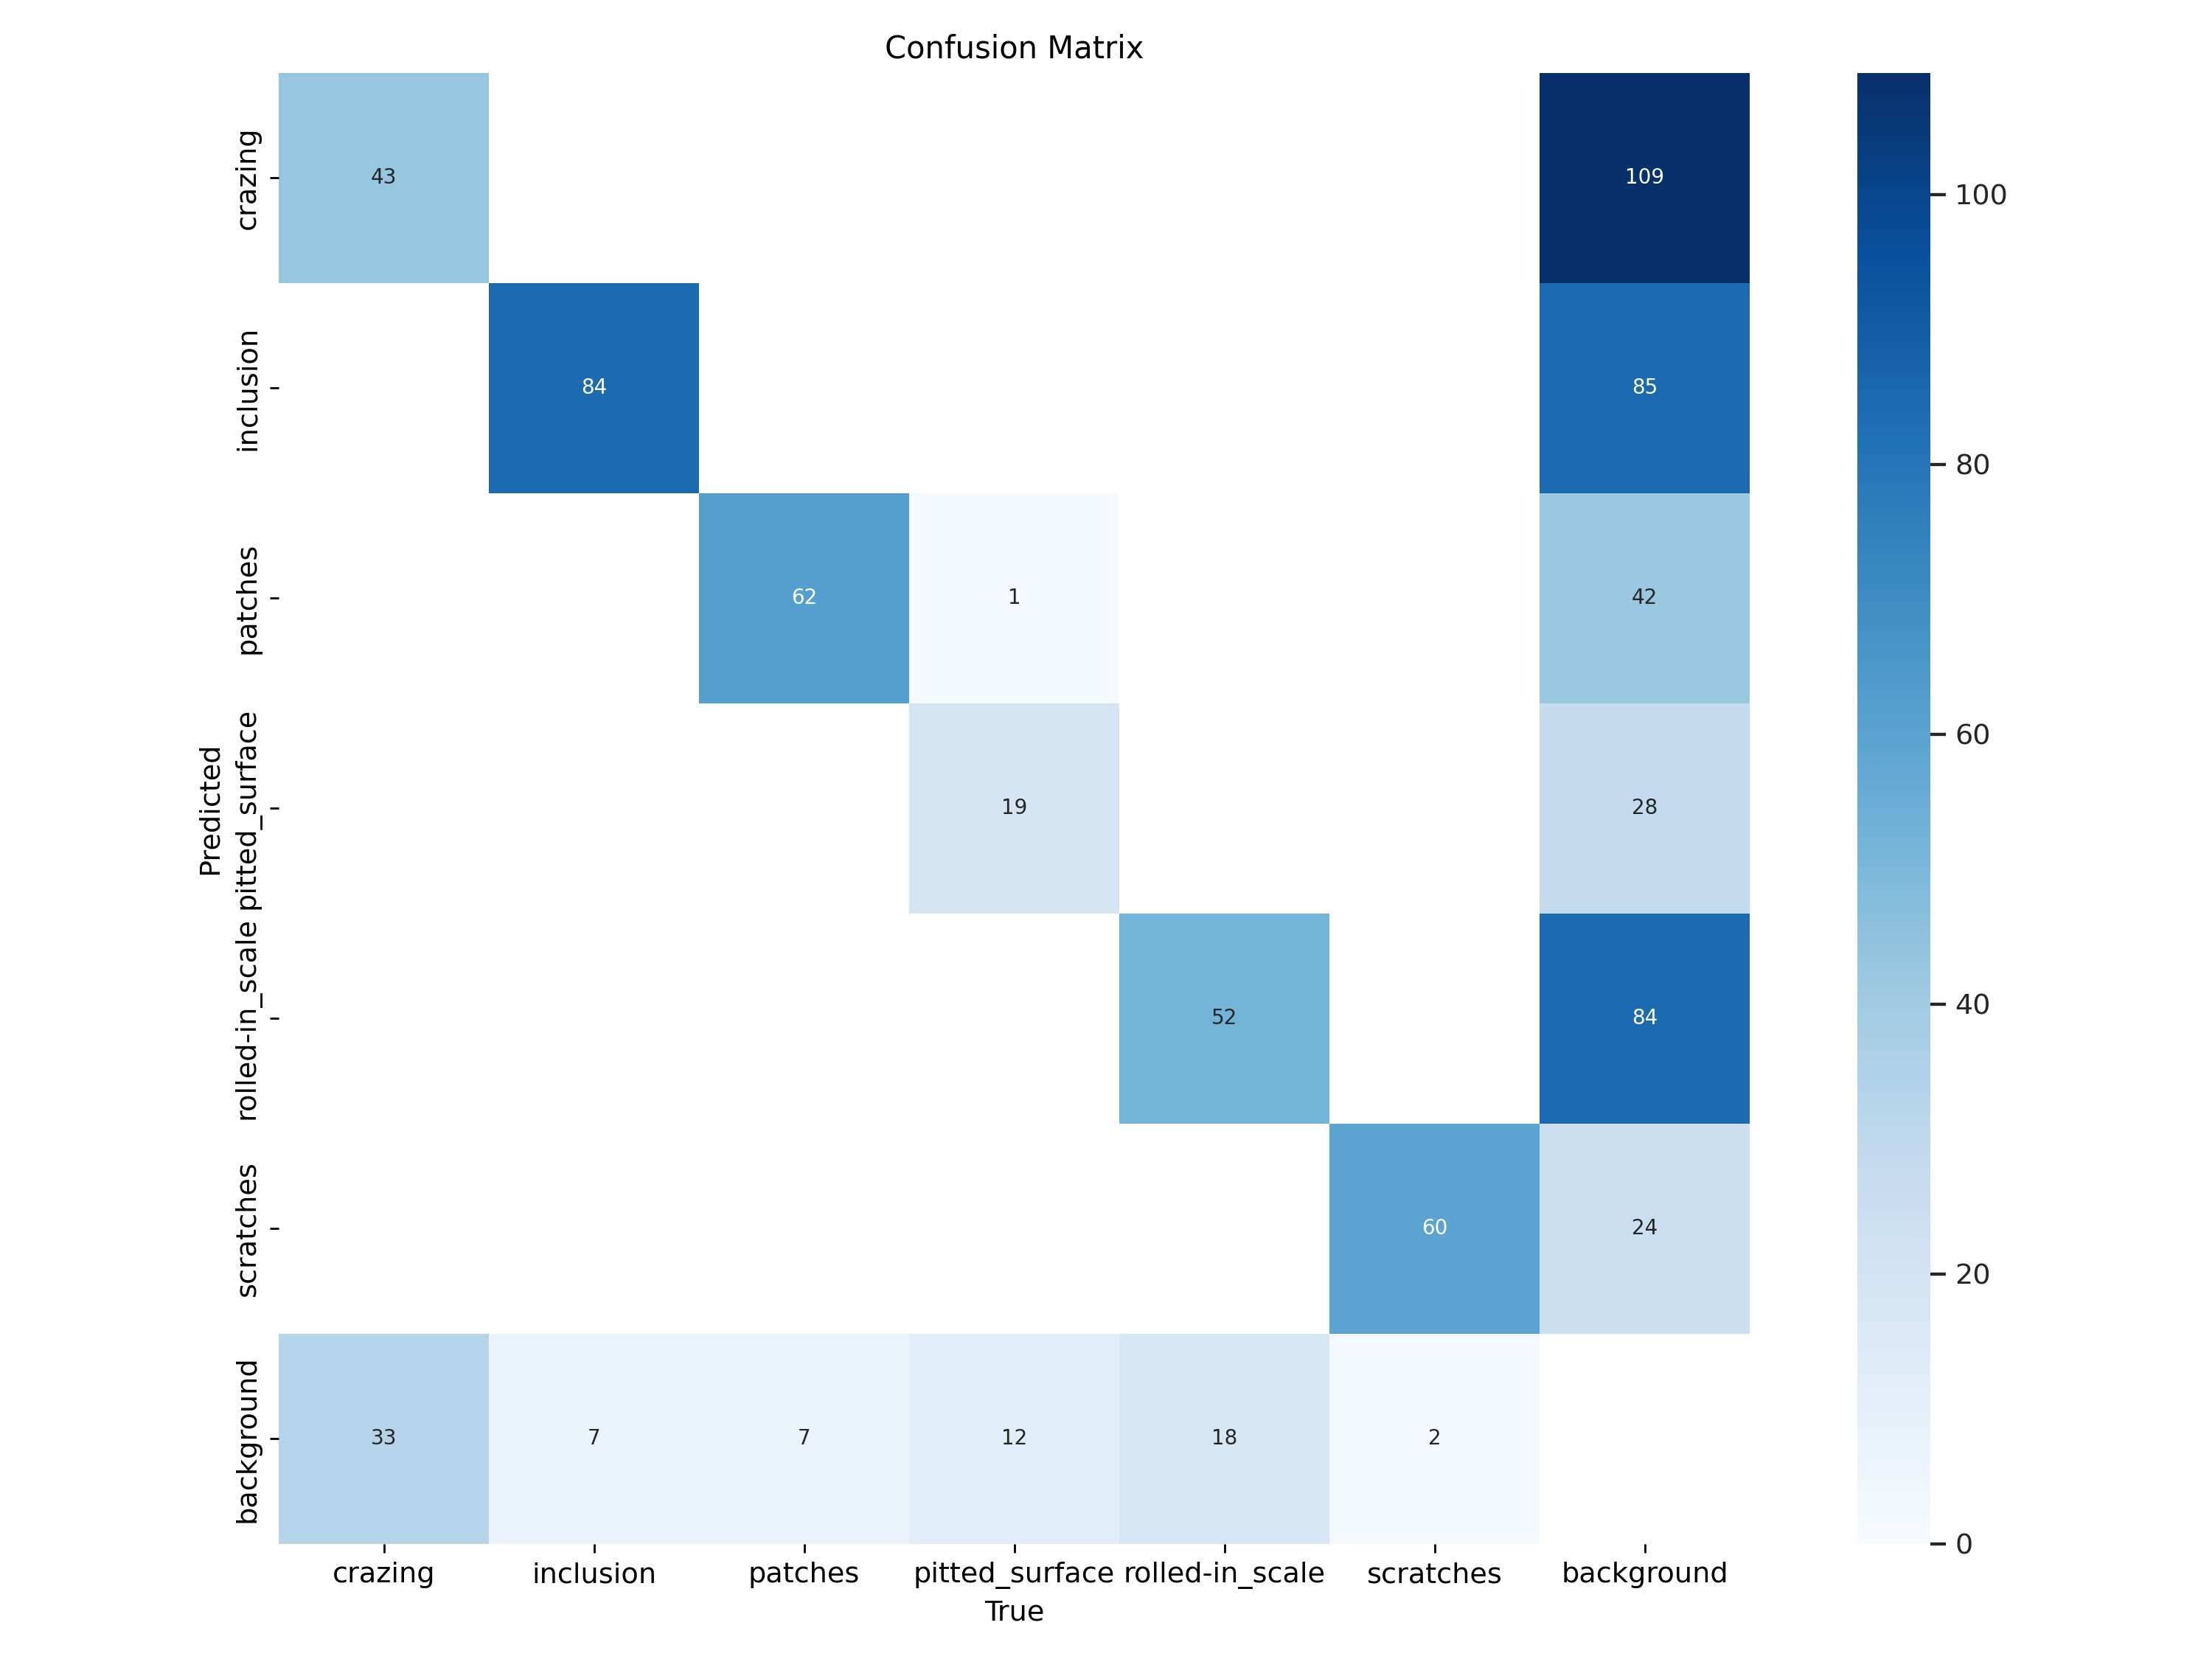 Confusion Matrix
Predicted
crazing
43
109
inclusion
84
85
patches
62
1
42
pitted_surface
19
28
rolled-in_scale
52
84
scratches
60
24
background
33
7
7
12
18
2
crazing
inclusion
patches
pitted_surface
rolled-in_scale
scratches
background
True
100
80
60
40
20
0